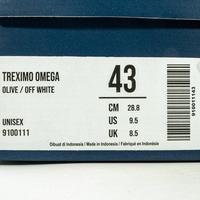 TREXIMO OMEGA
OLIVE / OFF WHITE
UNISEX
9100111
43
CM 28.8
US 9.5
UK 8.5
910011143
Dibuat di Indonesia / Made in Indonesia / Fabriqué en Indonésie